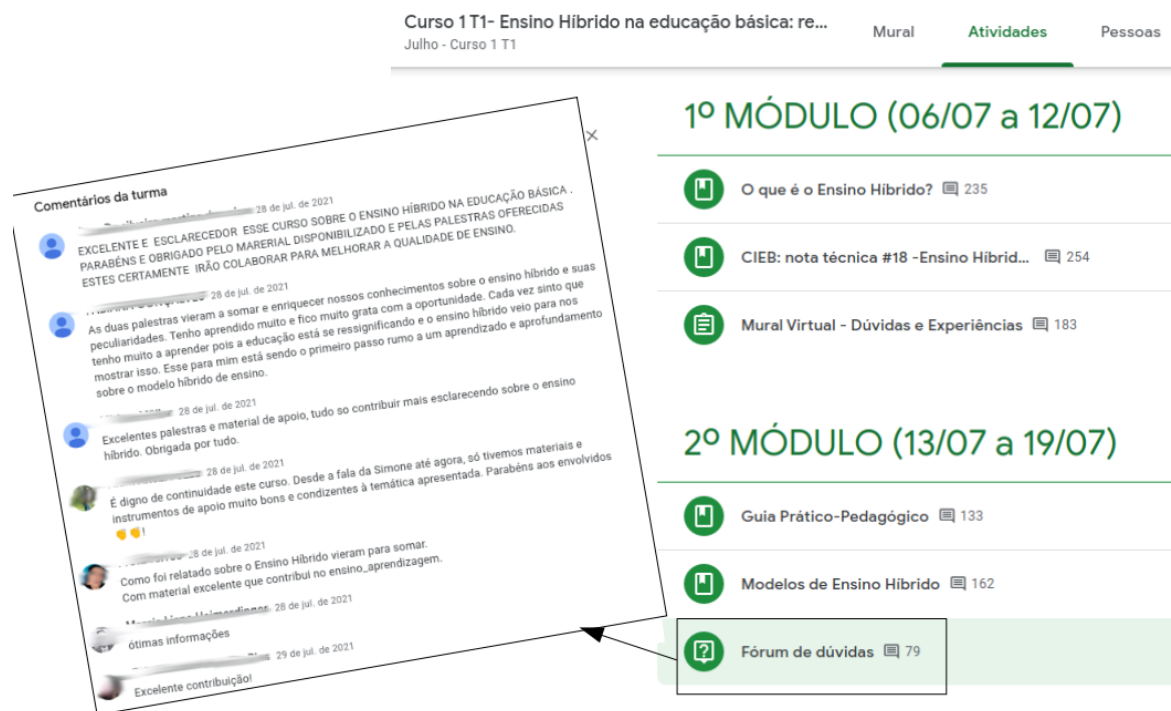 Curso 1 T1- Ensino Híbrido na educação básica: re...
Julho - Curso 1 T1
Mural
Atividades
Pessoas
1º MÓDULO (06/07 a 12/07)
O que é o Ensino Híbrido? 235
CIEB: nota técnica #18 -Ensino Híbrid... 254
Mural Virtual - Dúvidas e Experiências 183
2º MÓDULO (13/07 a 19/07)
Guia Prático-Pedagógico 133
Modelos de Ensino Híbrido 162
Fórum de dúvidas 79
Comentários da turma
28 de jul. de 2021
EXCELENTE E ESCLARECEDOR ESSE CURSO SOBRE O ENSINO HÍBRIDO NA EDUCAÇÃO BÁSICA .
PARABÉNS E OBRIGADO PELO MARERIAL DISPONIBILIZADO E PELAS PALESTRAS OFERECIDAS
ESTES CERTAMENTE IRÃO COLABORAR PARA MELHORAR A QUALIDADE DE ENSINO.
28 de jul. de 2021
As duas palestras vieram a somar e enriquecer nossos conhecimentos sobre o ensino híbrido e suas
peculiaridades. Tenho aprendido muito e fico muito grata com a oportunidade. Cada vez sinto que
tenho muito a aprender pois a educação está se ressignificando e o ensino híbrido veio para nos
mostrar isso. Esse para mim está sendo o primeiro passo rumo a um aprendizado e aprofundamento
sobre o modelo híbrido de ensino.
28 de jul. de 2021
Excelentes palestras e material de apoio, tudo so contribuir mais esclarecendo sobre o ensino
híbrido. Obrigada por tudo.
28 de jul. de 2021
É digno de continuidade este curso. Desde a fala da Simone até agora, só tivemos materiais e
instrumentos de apoio muito bons e condizentes à temática apresentada. Parabéns aos envolvidos
👏👏!
28 de jul. de 2021
Como foi relatado sobre o Ensino Híbrido vieram para somar.
Com material excelente que contribui no ensino_aprendizagem.
28 de jul. de 2021
ótimas informações
29 de jul. de 2021
Excelente contribuição!